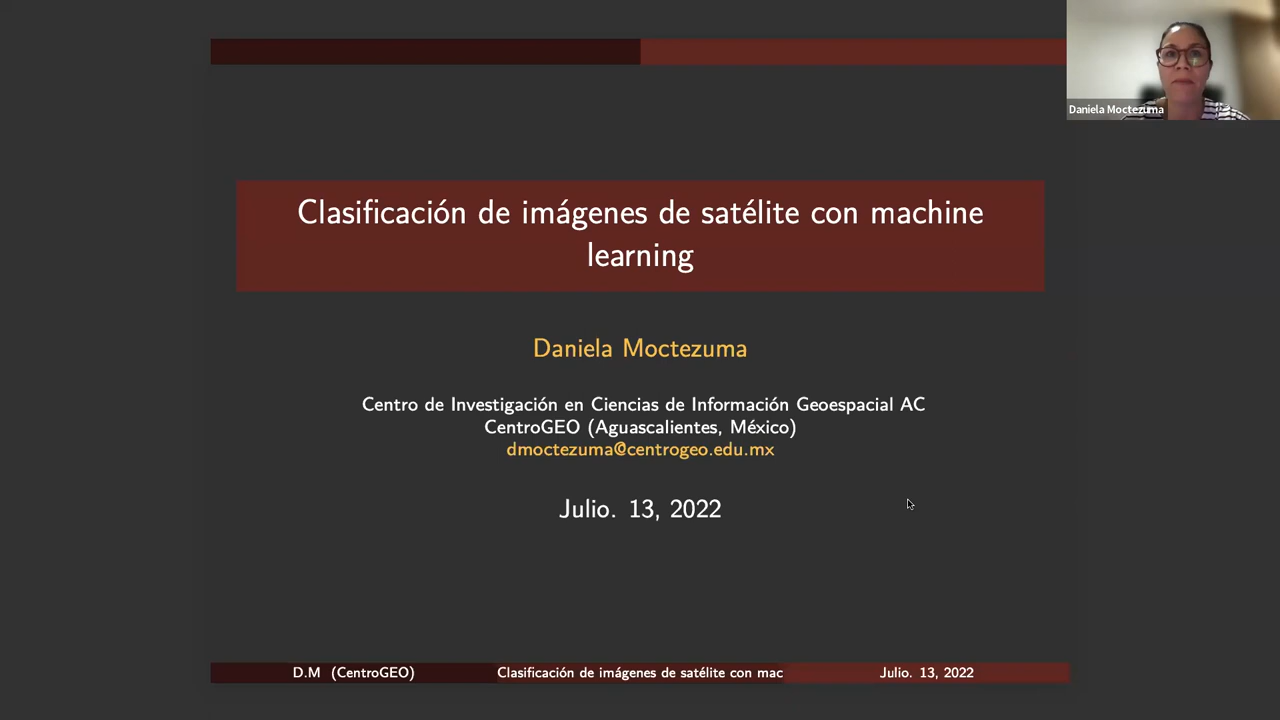 Daniela Moctezuma
Clasificación de imágenes de satélite con machine
learning
Daniela Moctezuma
Centro de Investigación en Ciencias de Información Geoespacial AC
CentroGEO (Aguascalientes, México)
dmoctezuma@centrogeo.edu.mx
Julio. 13, 2022
D.M (CentroGEO) Clasificación de imágenes de satélite con mac Julio. 13, 2022